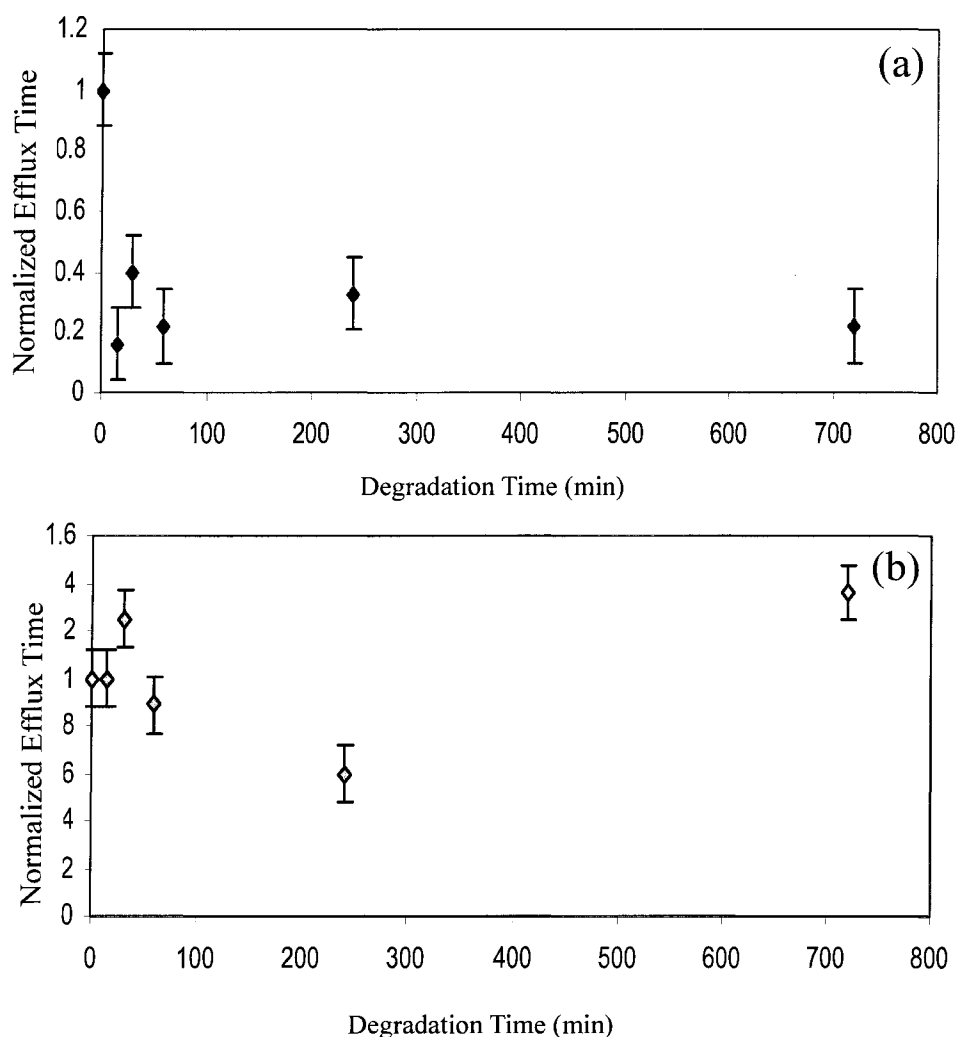 (a)
Normalized Efflux Time
1.2
1
0.8
0.6
0.4
0.2
0
0 100 200 300 400 500 600 700 800
Degradation Time (min)
(b)
Normalized Efflux Time
1.6
4
2
1
8
6
4
2
0
0 100 200 300 400 500 600 700 800
Degradation Time (min)